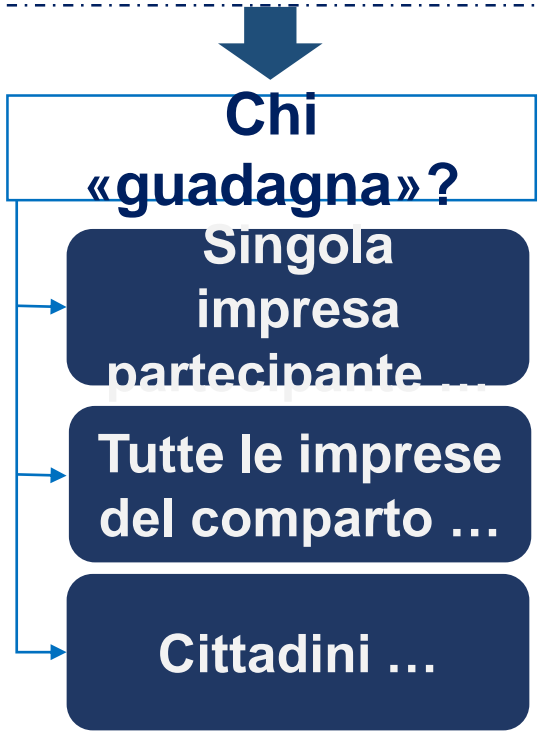 Chi
«guadagna»?
Singola
impresa
partecipante …
Tutte le imprese
del comparto …
Cittadini …